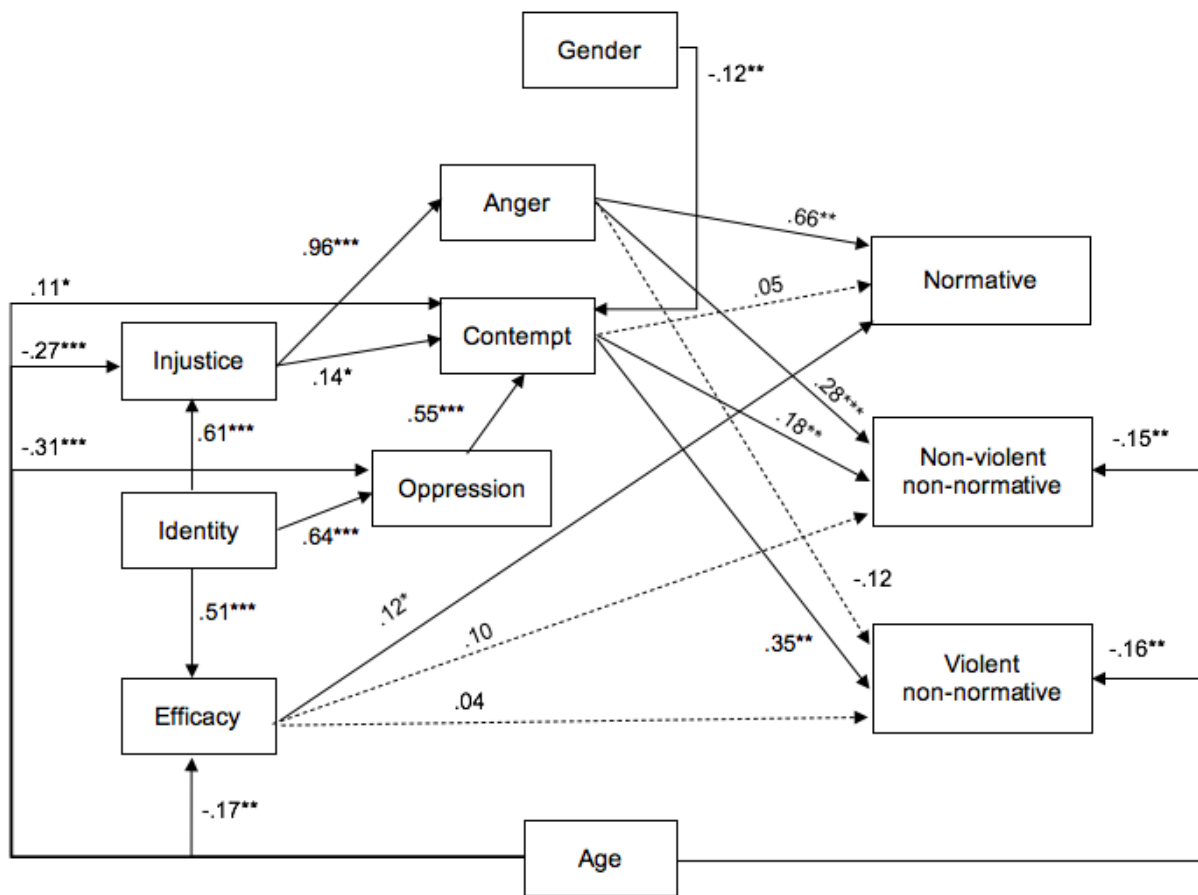 Gender
-.12**
Anger
.66**
Normative
.96***
.11*
Contempt
.05
Injustice
-.27***
.14*
.28***
.55***
.18**
.61***
-.31***
-.15**
Oppression
Non-violent
non-normative
Identity
.64***
-.12
.51***
.12*
.10
.35**
-.16**
Violent
non-normative
Efficacy
.04
-.17**
Age